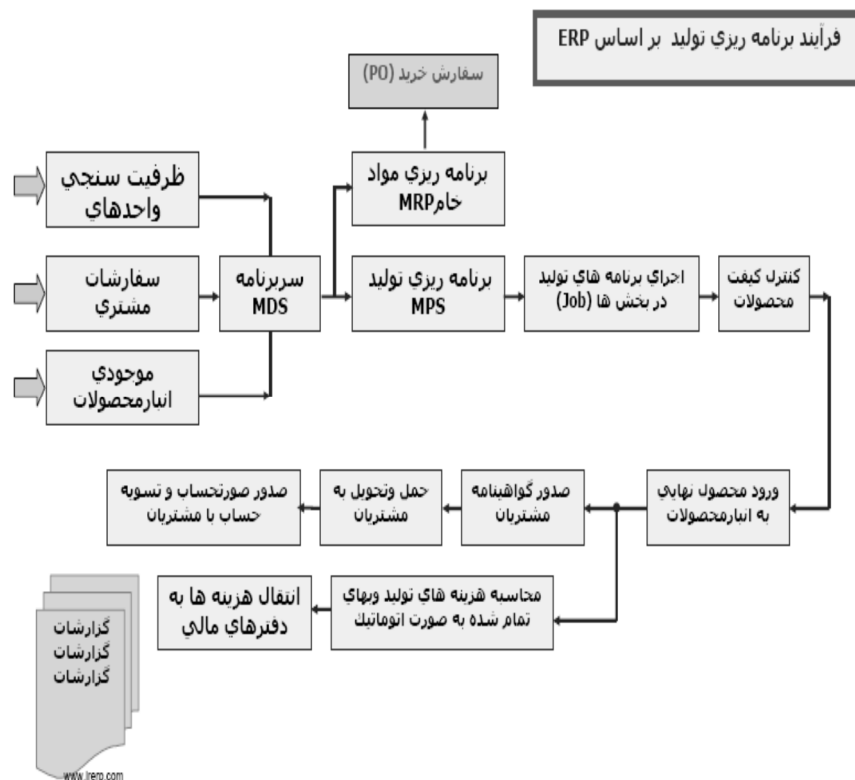 فرآيند برنامه ريزي توليد بر اساس ERP
سفارش خريد (PO)
ظرفيت سنجي
واحدهاي
برنامه ريزي مواد
خامMRP
سفارشات
مشتري
سربرنامه
MDS
برنامه ريزي توليد
MPS
اجراي برنامه هاي توليد
در بخش ها (Job)
كنترل كيفت
محصولات
موجودي
انبارمحصولات
ورود محصول نهايي
به انبارمحصولات
صدور گواهينامه
مشتريان
حمل وتحويل به
مشتريان
صدور صورتحساب و تسويه
حساب با مشتريان
محاسبه هزينه هاي توليد وبهاي
تمام شده به صورت اتوماتيك
انتقال هزينه ها به
دفترهاي مالي
گزارشات
گزارشات
گزارشات
www.irerp.com